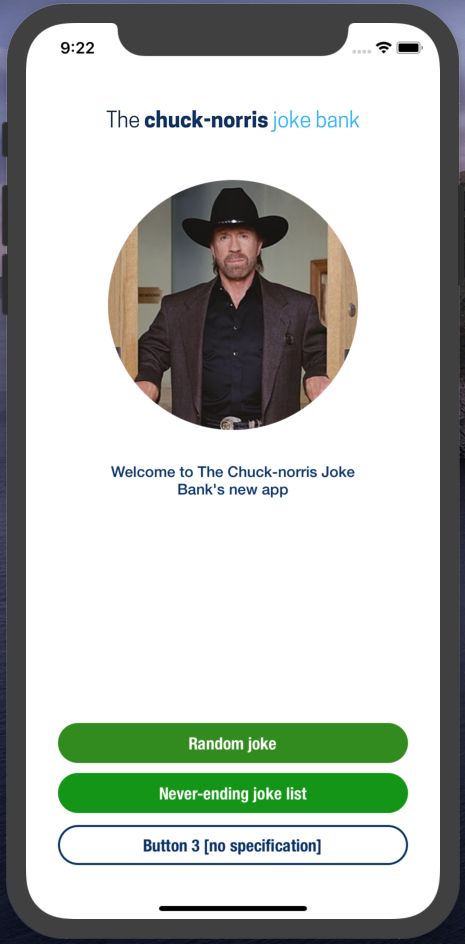 9:22
The chuck-norris joke bank
Welcome to The Chuck-norris Joke
Bank's new app
Random joke
Never-ending joke list
Button 3 [no specification]